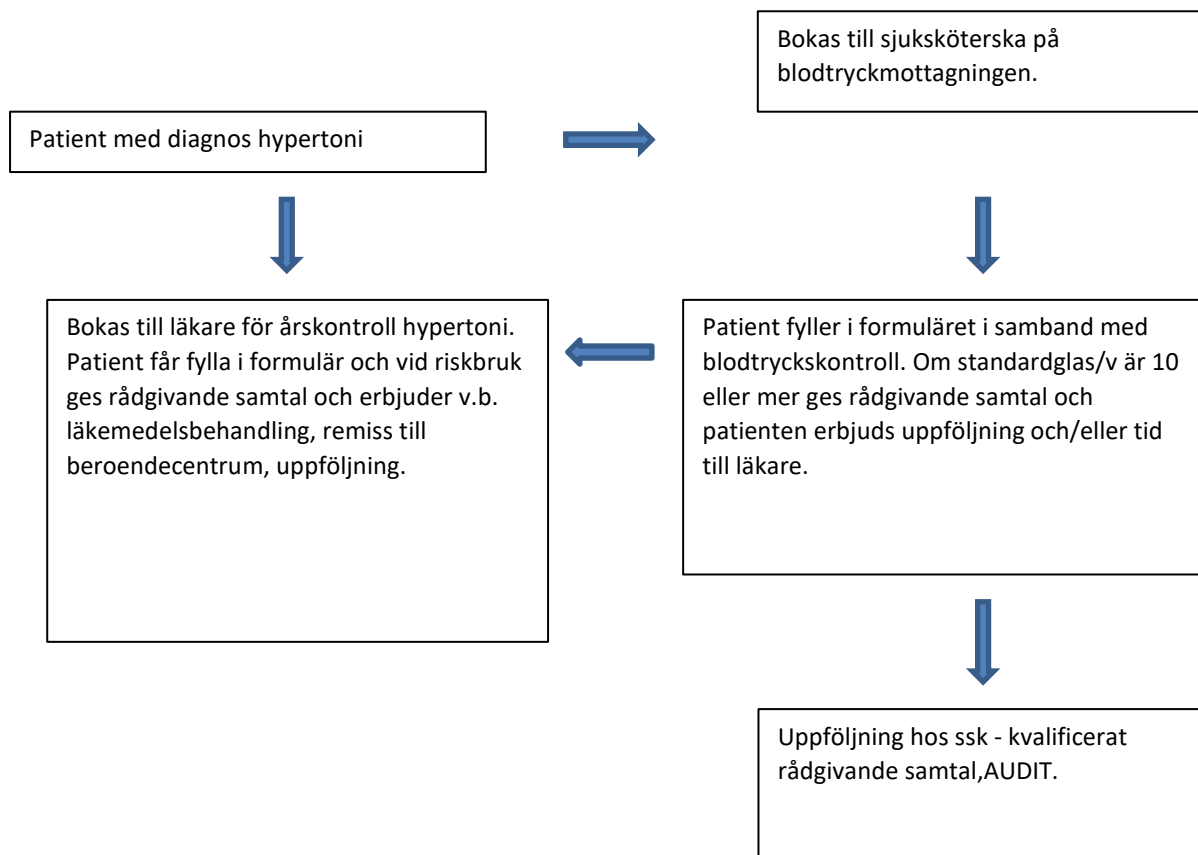 Bokas till sjuksköterska på
blodtryckmottagningen.
Patient med diagnos hypertoni
Bokas till läkare för årskontroll hypertoni.
Patient får fylla i formulär och vid riskbruk
ges rådgivande samtal och erbjuder v.b.
läkemedelsbehandling, remiss till
beroendecentrum, uppföljning.
Patient fyller i formuläret i samband med
blodtryckskontroll. Om standardglas/v är 10
eller mer ges rådgivande samtal och
patienten erbjuds uppföljning och/eller tid
till läkare.
Uppföljning hos ssk - kvalificerat
rådgivande samtal,AUDIT.